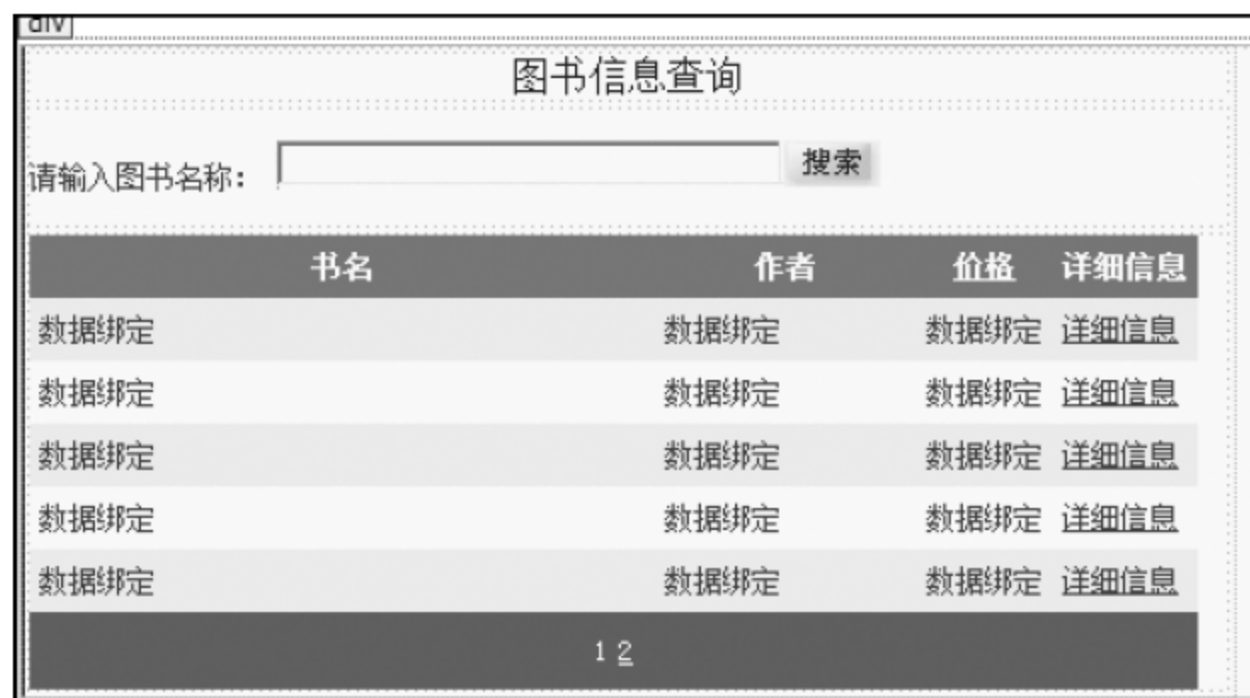 div
图书信息查询
请输入图书名称： 搜索
书名 作者 价格 详细信息
数据绑定 数据绑定 数据绑定 详细信息
数据绑定 数据绑定 数据绑定 详细信息
数据绑定 数据绑定 数据绑定 详细信息
数据绑定 数据绑定 数据绑定 详细信息
数据绑定 数据绑定 数据绑定 详细信息
1 2